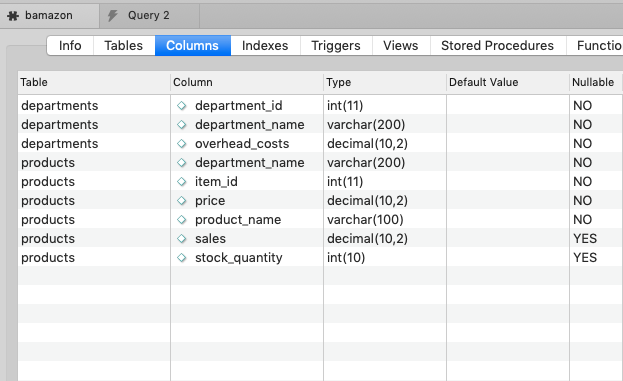 bamazon Query 2
Info Tables Columns Indexes Triggers Views Stored Procedures Functio
Table Column Type Default Value Nullable
departments department_id int(11) NO
departments department_name varchar(200) NO
departments overhead_costs decimal(10,2) NO
products department_name varchar(200) NO
products item_id int(11) NO
products price decimal(10,2) NO
products product_name varchar(100) NO
products sales decimal(10,2) YES
products stock_quantity int(10) YES